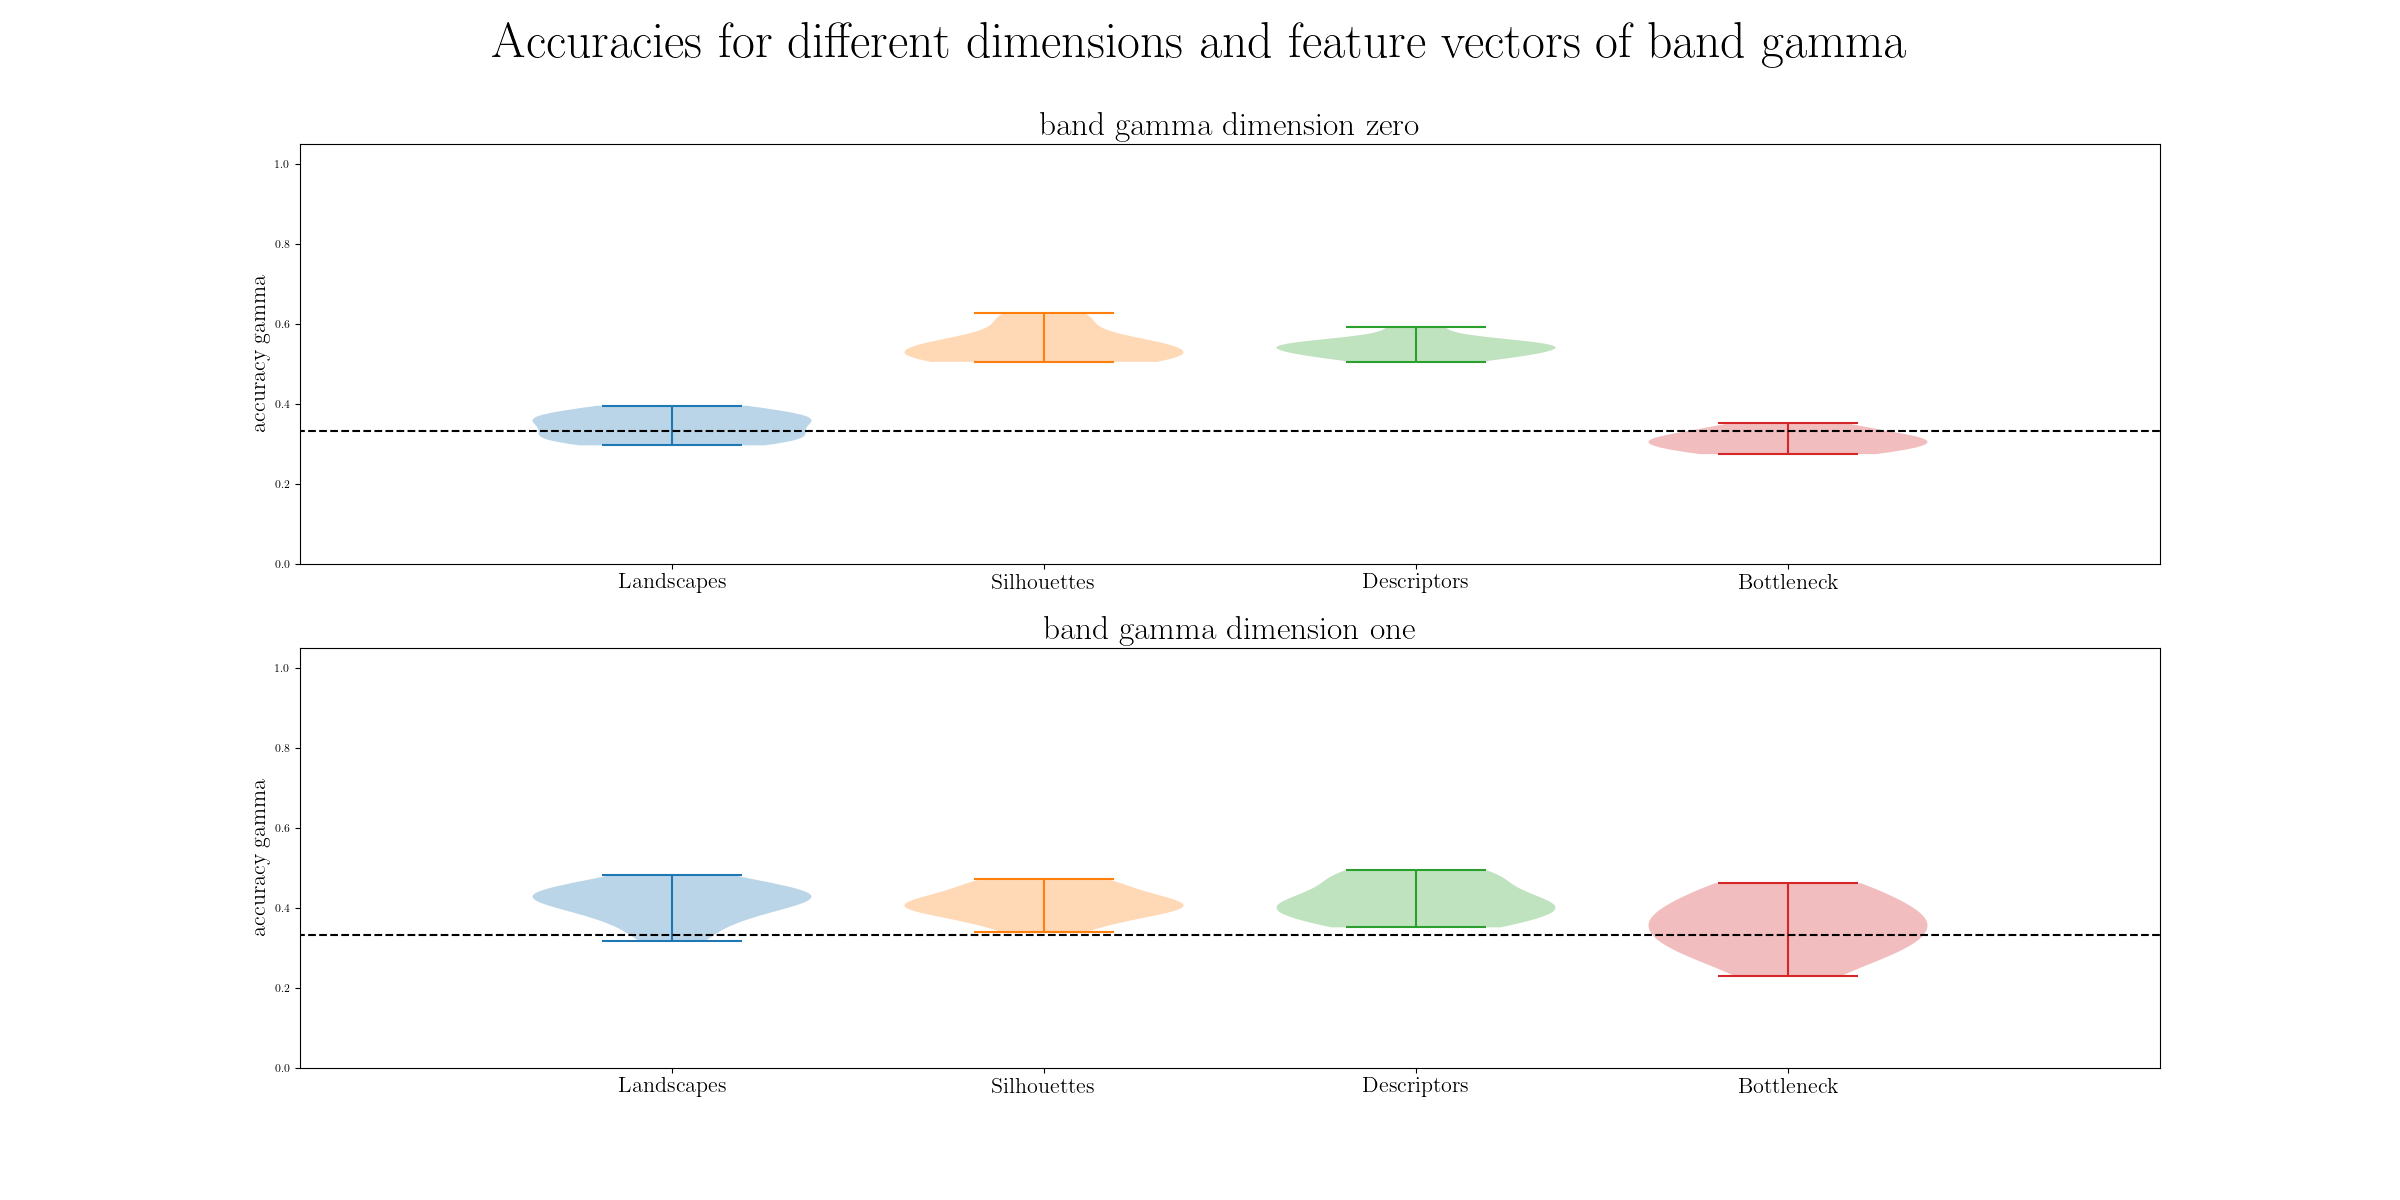 Accuracies for different dimensions and feature vectors of band gamma
band gamma dimension zero
1.0
0.8
0.6
0.4
0.2
0.0
accuracy gamma
Landscapes Silhouettes Descriptors Bottleneck
band gamma dimension one
1.0
0.8
0.6
0.4
0.2
0.0
accuracy gamma
Landscapes Silhouettes Descriptors Bottleneck